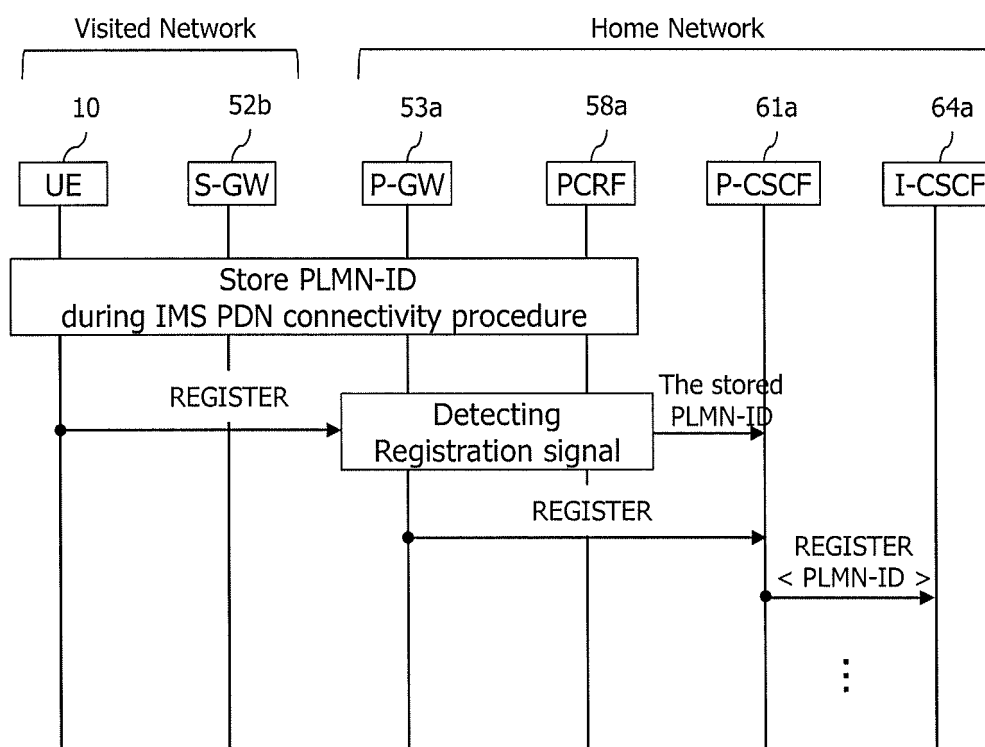 Visited Network
Home Network
10
52b
53a
58a
61a
64a
UE
S-GW
P-GW
PCRF
P-CSCF
I-CSCF
Store PLMN-ID
during IMS PDN connectivity procedure
REGISTER
Detecting
Registration signal
The stored
PLMN-ID
REGISTER
REGISTER
< PLMN-ID >